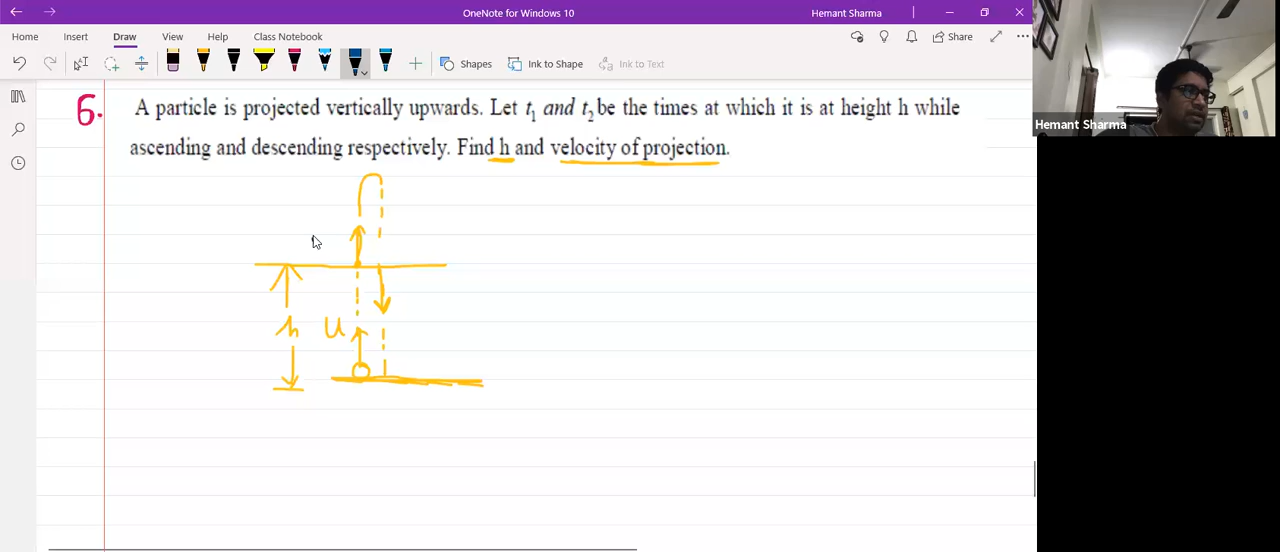 OneNote for Windows 10
Hemant Sharma
Home Insert Draw View Help Class Notebook Share
Shapes Ink to Shape Ink to Text
Hemant Sharma
6. A particle is projected vertically upwards. Let t₁ and t₂ be the times at which it is at height h while
ascending and descending respectively. Find h and velocity of projection.
h
u